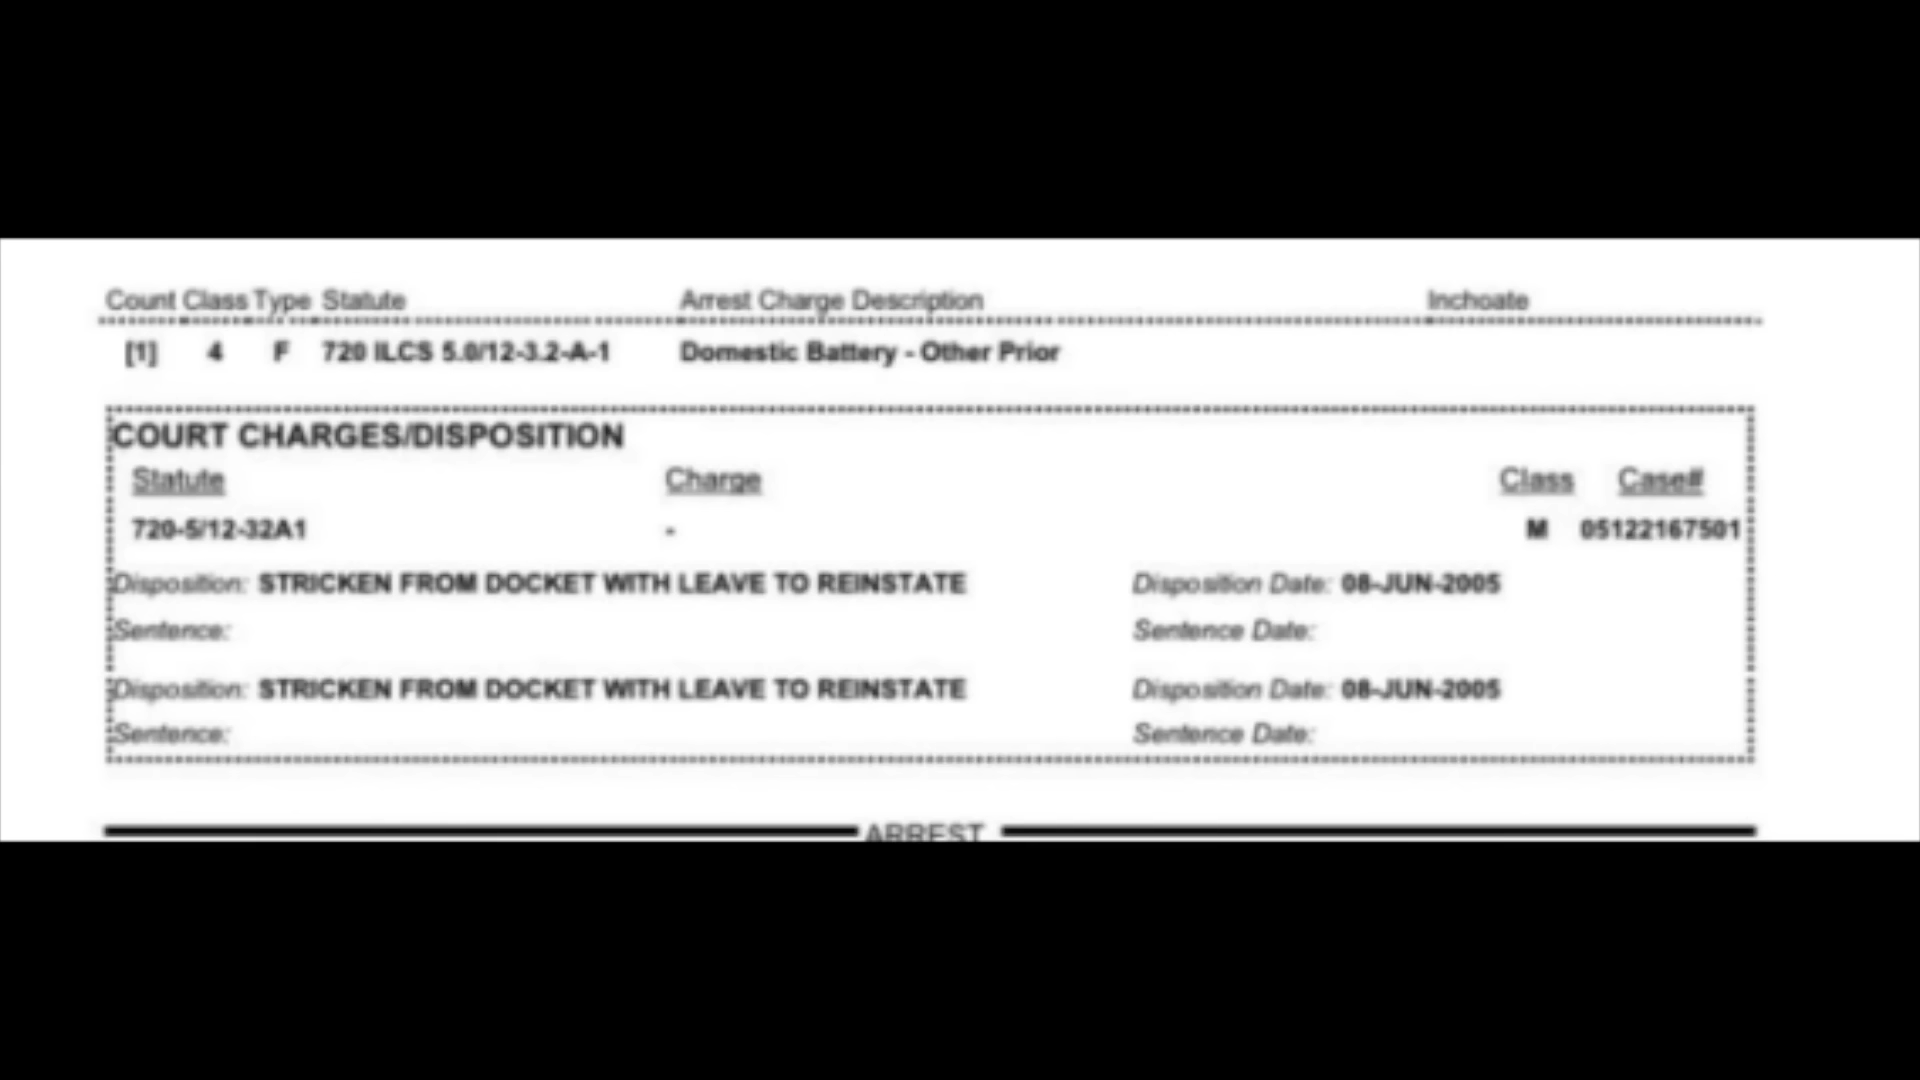 Count Class Type Statute Arrest Charge Description Inchoate
[1] 4 F 720 ILCS 5.0/12-3.2-A-1 Domestic Battery - Other Prior
COURT CHARGES/DISPOSITION
Statute Charge Class Case#
720-5/12-32A1 - M 05122167501
Disposition: STRICKEN FROM DOCKET WITH LEAVE TO REINSTATE Disposition Date: 08-JUN-2005
Sentence: Sentence Date:
Disposition: STRICKEN FROM DOCKET WITH LEAVE TO REINSTATE Disposition Date: 08-JUN-2005
Sentence: Sentence Date:
ARREST